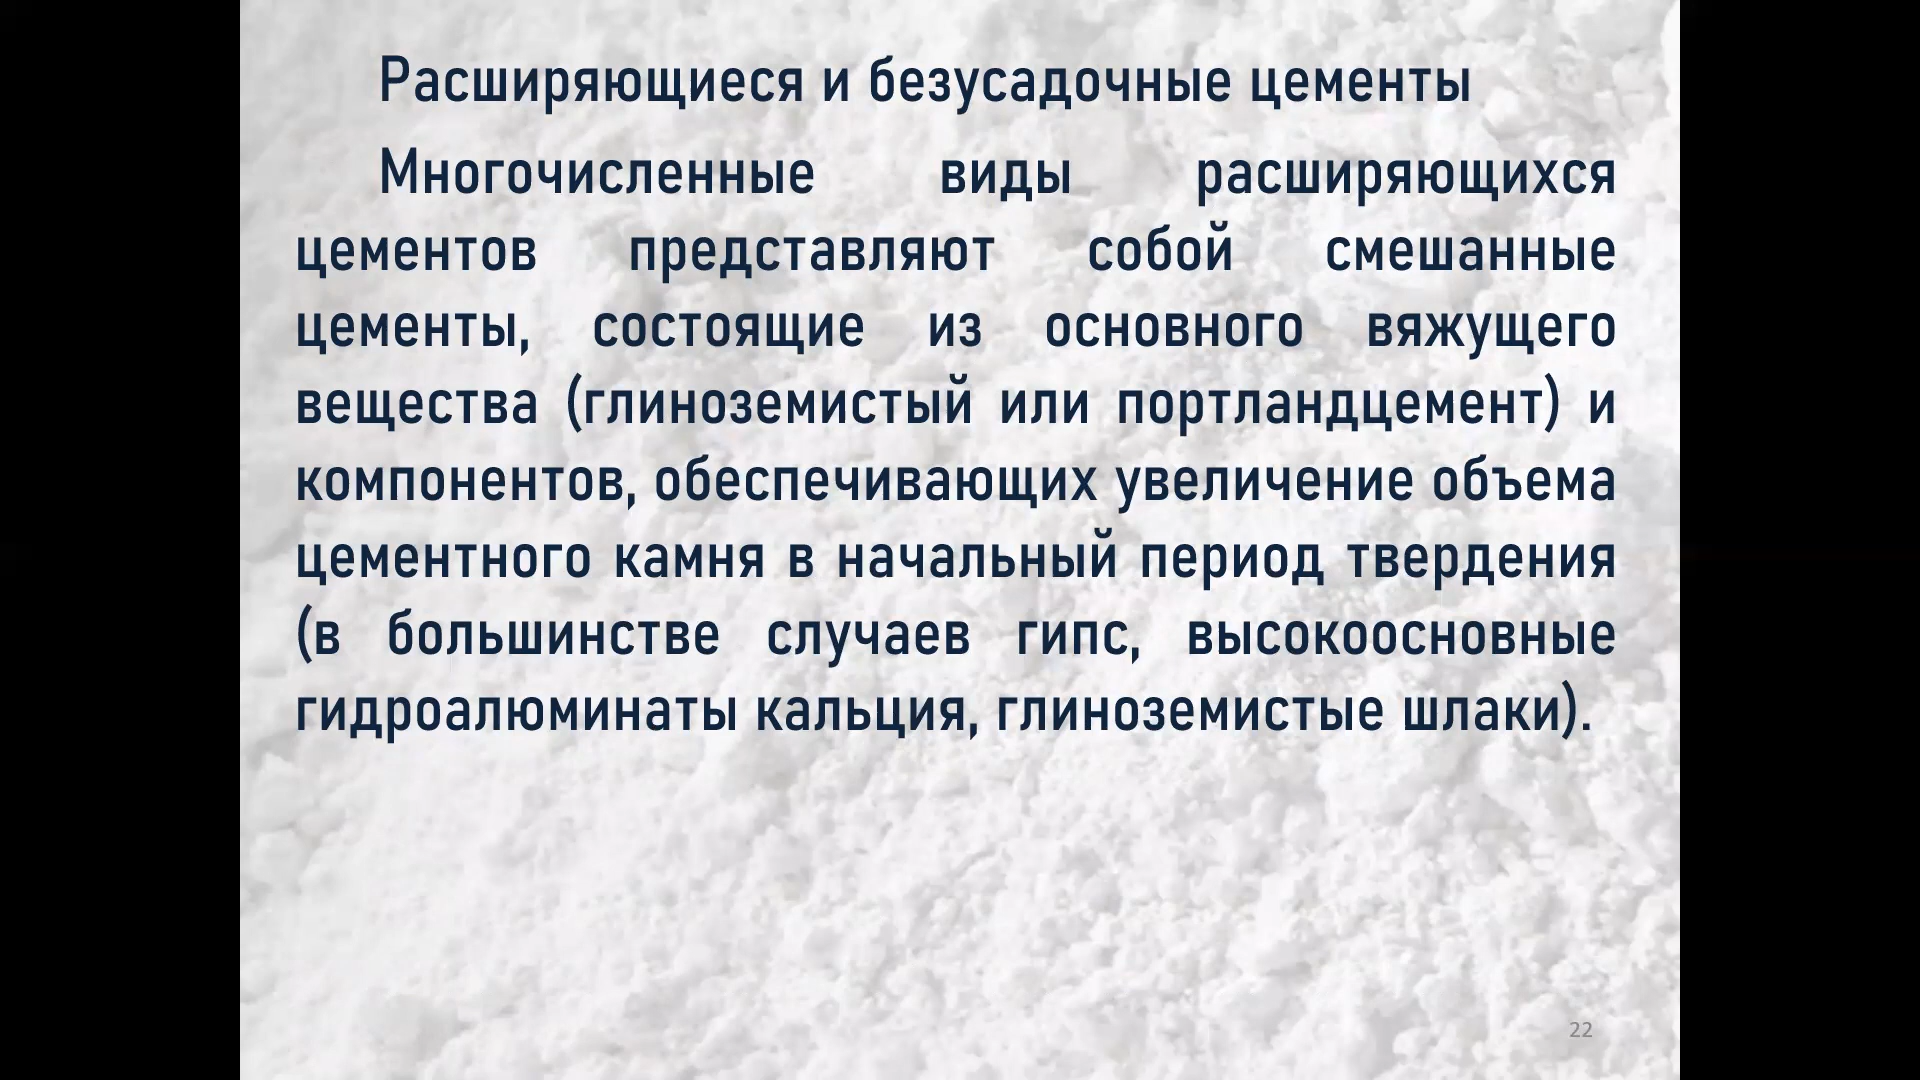 Расширяющиеся и безусадочные цементы
Многочисленные виды расширяющихся
цементов представляют собой смешанные
цементы, состоящие из основного вяжущего
вещества (глиноземистый или портландцемент) и
компонентов, обеспечивающих увеличение объема
цементного камня в начальный период твердения
(в большинстве случаев гипс, высокоосновные
гидроалюминаты кальция, глиноземистые шлаки).
22